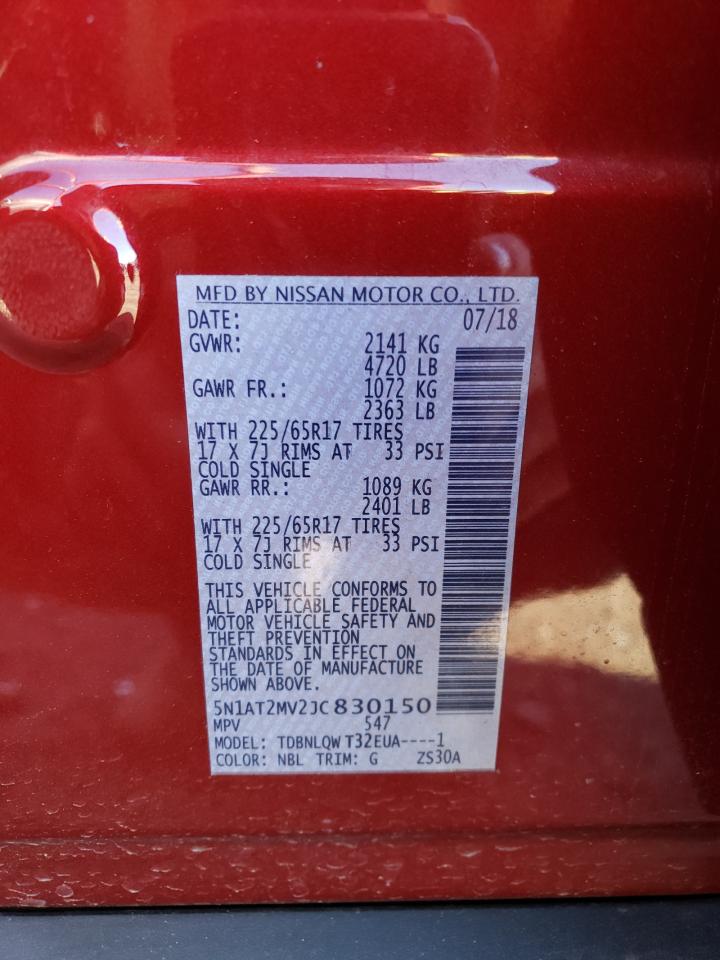 MFD BY NISSAN MOTOR CO., LTD.
DATE: 07/18
GVWR: 2141 KG
4720 LB
GAWR FR.: 1072 KG
2363 LB
WITH 225/65R17 TIRES
17 X 7J RIMS AT 33 PSI
COLD SINGLE
GAWR RR.: 1089 KG
2401 LB
WITH 225/65R17 TIRES
17 X 7J RIMS AT 33 PSI
COLD SINGLE
THIS VEHICLE CONFORMS TO
ALL APPLICABLE FEDERAL
MOTOR VEHICLE SAFETY AND
THEFT PREVENTION
STANDARDS IN EFFECT ON
THE DATE OF MANUFACTURE
SHOWN ABOVE.
5N1AT2MV2JC830150
MPV 547
MODEL: TDBNLQW T32EUA----1
COLOR: NBL TRIM: G ZS30A